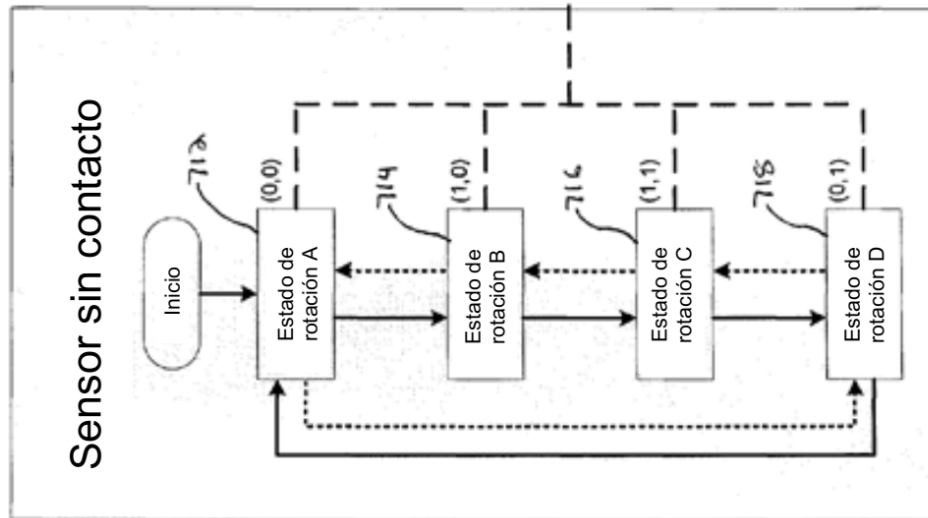 Sensor sin contacto
Inicio
712
Estado de
rotación A
(0,0)
714
Estado de
rotación B
(1,0)
716
Estado de
rotación C
(1,1)
718
Estado de
rotación D
(0,1)